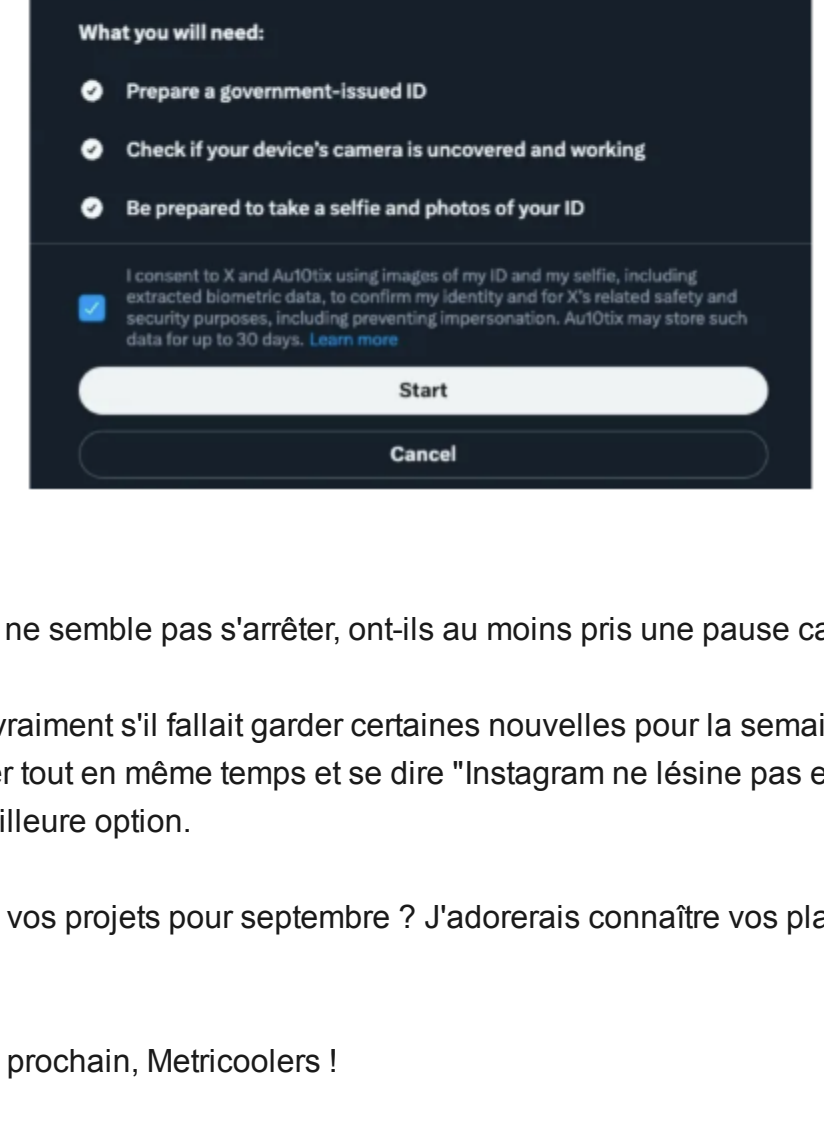 What you will need:
Prepare a government-issued ID
Check if your device's camera is uncovered and working
Be prepared to take a selfie and photos of your ID
I consent to X and Au10tix using images of my ID and my selfie, including
extracted biometric data, to confirm my identity and for X's related safety and
security purposes, including preventing impersonation. Au10tix may store such
data for up to 30 days. Learn more
Start
Cancel
ne semble pas s'arrêter, ont-ils au moins pris une pause
vraiment s'il fallait garder certaines nouvelles pour la
tout en même temps et se dire "Instagram ne lésine pas
option.
vos projets pour septembre ? J'adorerais connaître vos
prochain, Metricoolers !